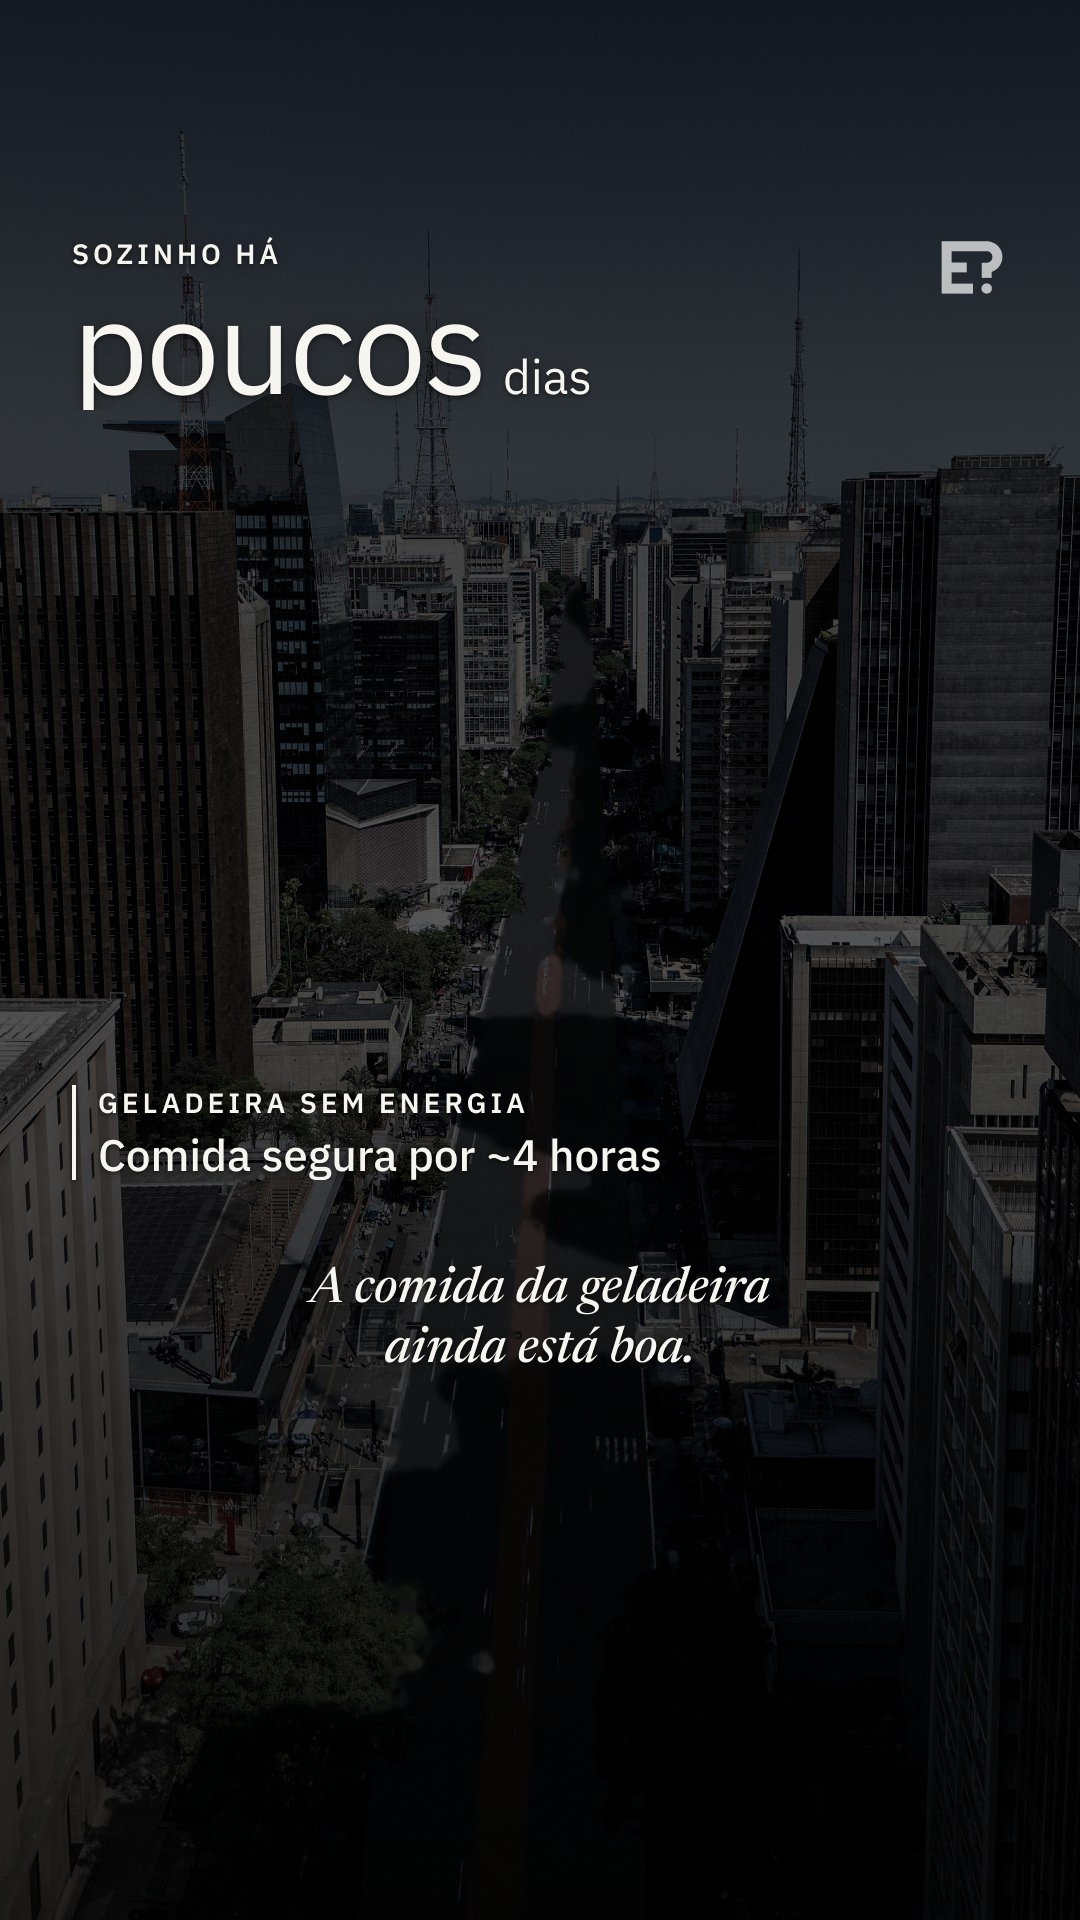 SOZINHO HÁ
E?
poucos dias
GELADEIRA SEM ENERGIA
Comida segura por ~4 horas
A comida da geladeira
ainda está boa.